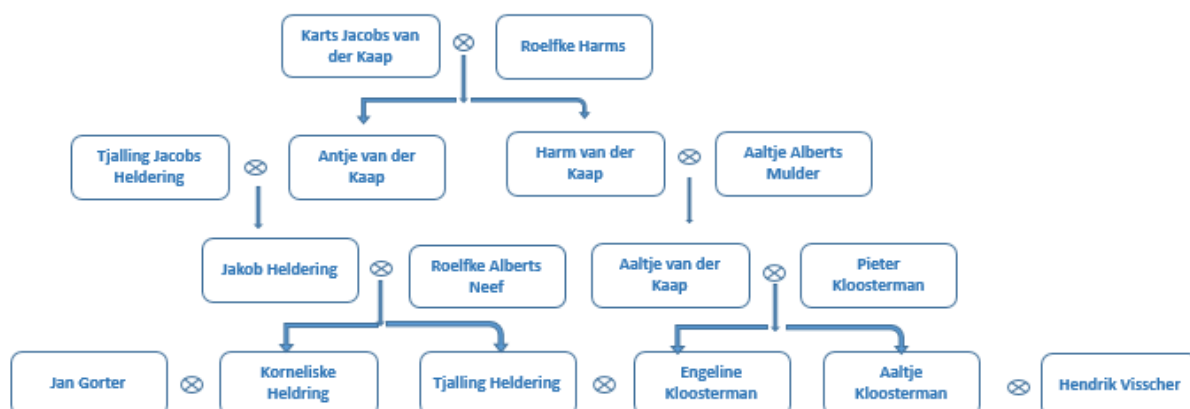 Karts Jacobs van
der Kaap
Roelfke Harms
Tjalling Jacobs
Heldering
Antje van der
Kaap
Harm van der
Kaap
Aaltje Alberts
Mulder
Jakob Heldering
Roelfke Alberts
Neef
Aaltje van der
Kaap
Pieter
Kloosterman
Jan Gorter
Korneliske
Heldring
Tjalling Heldering
Engeline
Kloosterman
Aaltje
Kloosterman
Hendrik Visscher